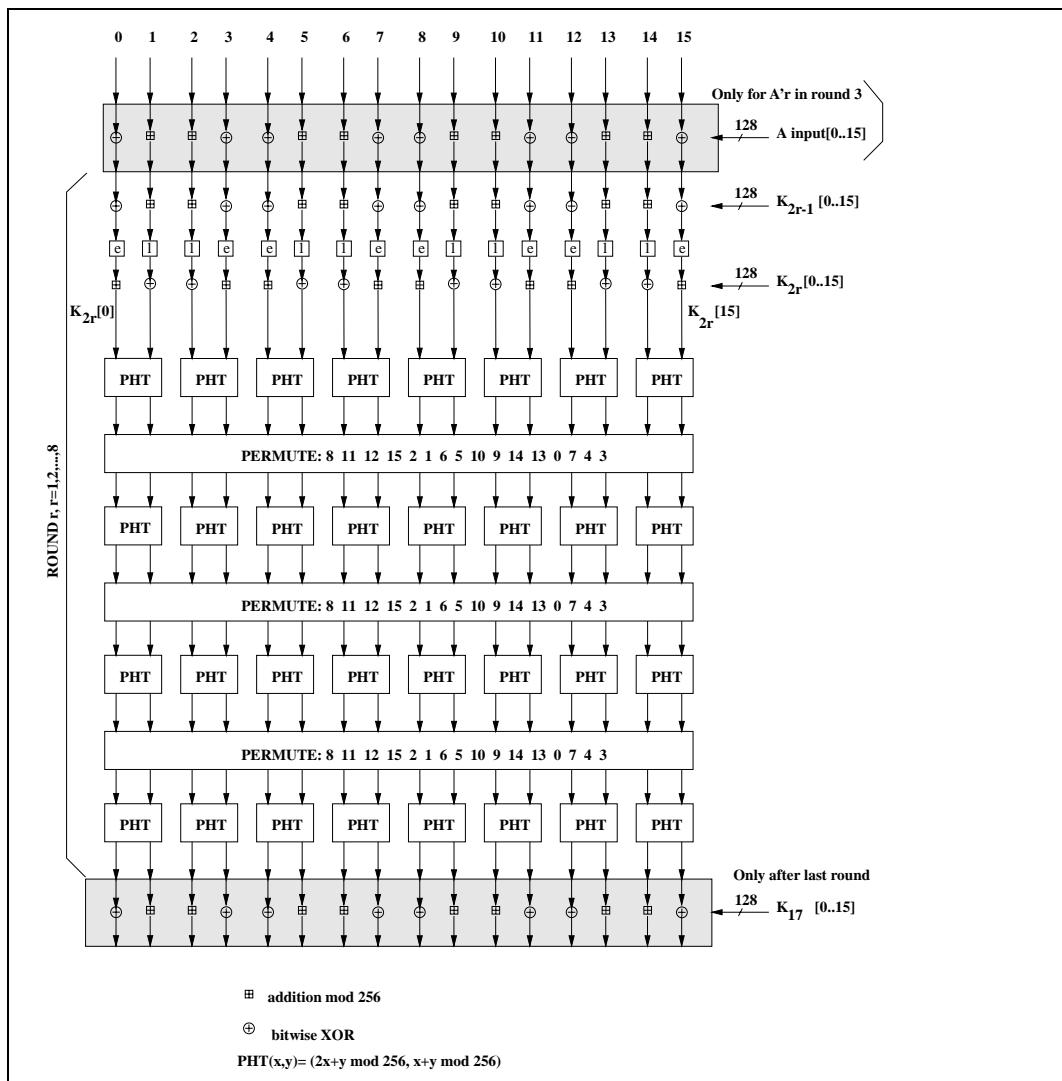 0 1 2 3 4 5 6 7 8 9 10 11 12 13 14 15
Only for A'r in round 3
128 A input[0..15]
128 K2r-1 [0..15]
e l l e e l l e e l l e e l l e
128 K2r [0..15]
K2r[0] K2r[15]
PHT PHT PHT PHT PHT PHT PHT PHT
PERMUTE: 8 11 12 15 2 1 6 5 10 9 14 13 0 7 4 3
ROUND r, r=1,2,...,8
PHT PHT PHT PHT PHT PHT PHT PHT
PERMUTE: 8 11 12 15 2 1 6 5 10 9 14 13 0 7 4 3
PHT PHT PHT PHT PHT PHT PHT PHT
PERMUTE: 8 11 12 15 2 1 6 5 10 9 14 13 0 7 4 3
PHT PHT PHT PHT PHT PHT PHT PHT
Only after last round
128 K17 [0..15]
addition mod 256
bitwise XOR
PHT(x,y)= (2x+y mod 256, x+y mod 256)